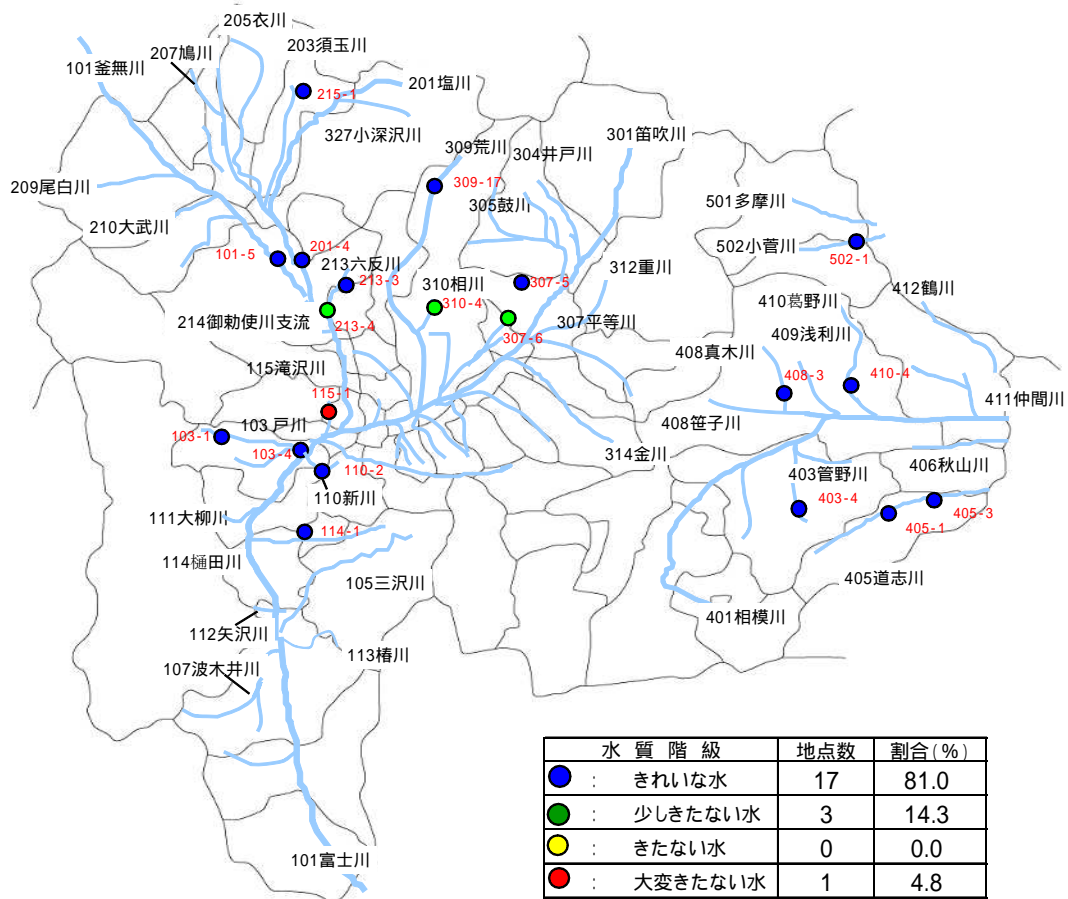 205衣川
207鳩川
203須玉川
101釜無川
201塩川
215-1
327小深沢川
309荒川
304井戸川
301笛吹川
209尾白川
309-17
305鼓川
501多摩川
210大武川
502小菅川
502-1
101-5
201-4
213六反川
213-3
312重川
310相川
307-5
310-4
412鶴川
410葛野川
214御勅使川支流
213-4
307平等川
307-6
409浅利川
408真木川
115滝沢川
408-3
410-4
115-1
411仲間川
103戸川
408笹子川
103-1
103-4
314金川
110-2
406秋山川
403管野川
110新川
111大柳川
403-4
405-3
405-1
114-1
114樋田川
105三沢川
405道志川
401相模川
112矢沢川
113椿川
107波木井川
水質階級 地点数 割合(%)
: きれいな水 17 81.0
: 少しきたない水 3 14.3
: きたない水 0 0.0
: 大変きたない水 1 4.8
101富士川